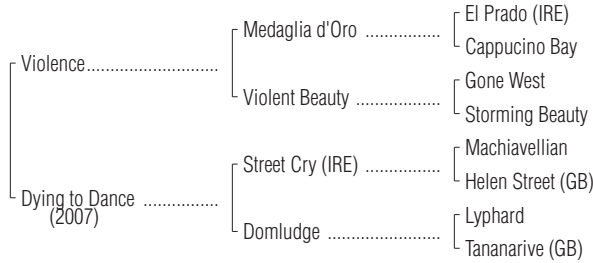 El Prado (IRE)
Medaglia d'Oro ..................
Cappucino Bay
Violence...............................
Gone West
Violent Beauty ....................
Storming Beauty
Machiavellian
Street Cry (IRE) ..................
Helen Street (GB)
Dying to Dance ..................
(2007)
Lyphard
Domludge ...........................
Tananarive (GB)